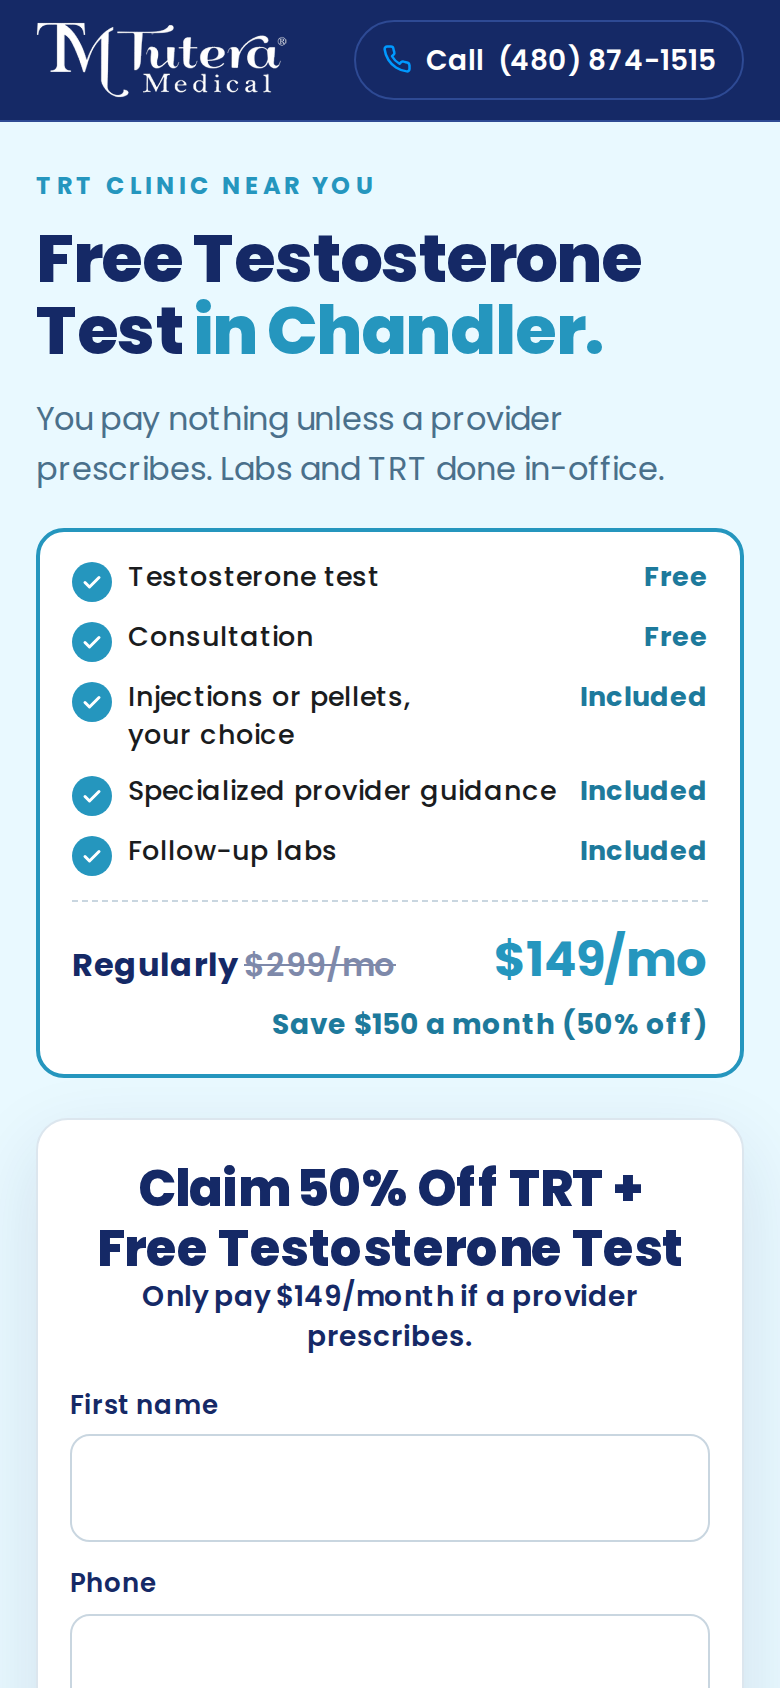 TM Tutera®
Medical
Call (480) 874-1515
TRT CLINIC NEAR YOU
Free Testosterone
Test in Chandler.
You pay nothing unless a provider
prescribes. Labs and TRT done in-office.
Testosterone test Free
Consultation Free
Injections or pellets, Included
your choice
Specialized provider guidance Included
Follow-up labs Included
Regularly $299/mo $149/mo
Save $150 a month (50% off)
Claim 50% Off TRT +
Free Testosterone Test
Only pay $149/month if a provider
prescribes.
First name
Phone